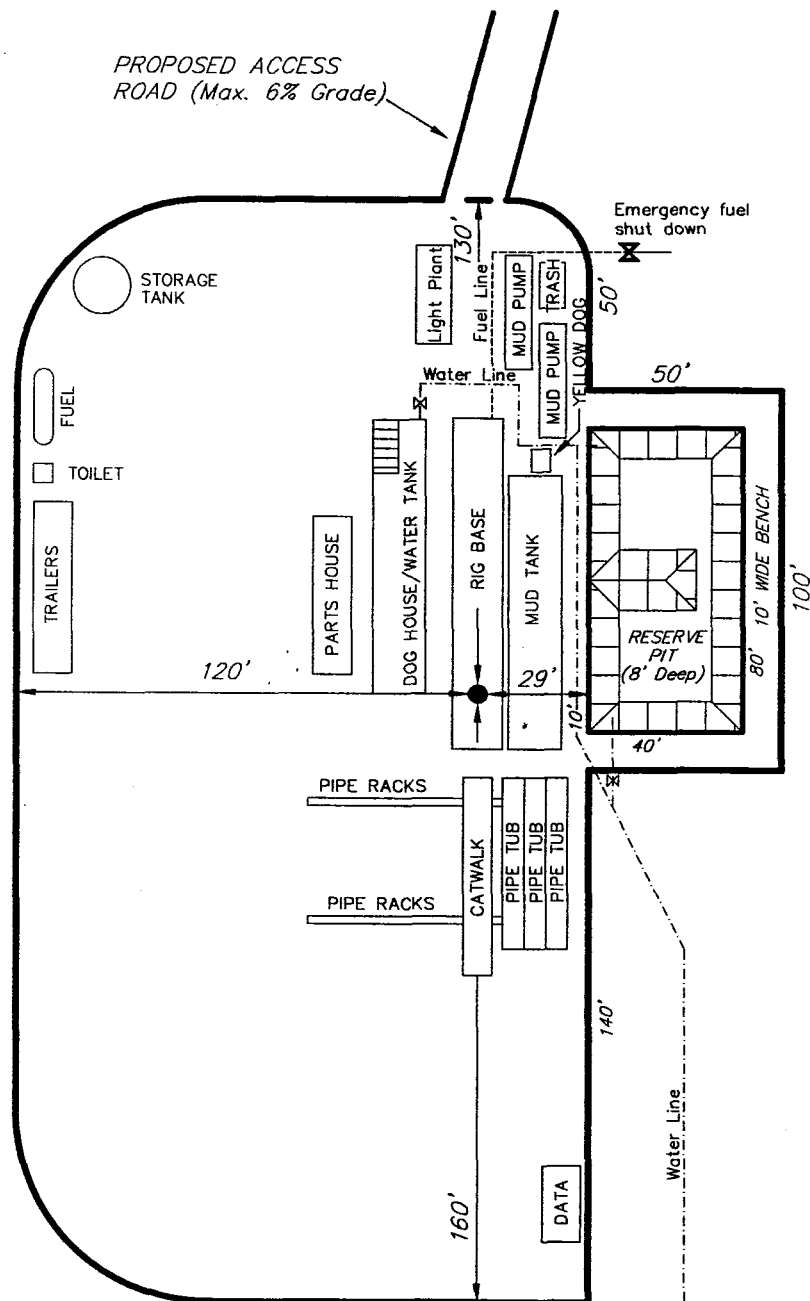 PROPOSED ACCESS
ROAD (Max. 6% Grade)
Emergency fuel
shut down
130'
50'
STORAGE
TANK
Light Plant
Fuel Line
MUD PUMP
TRASH
MUD PUMP
YELLOW DOG
Water Line
50'
FUEL
TOILET
TRAILERS
PARTS HOUSE
DOG HOUSE/WATER TANK
RIG BASE
MUD TANK
RESERVE
PIT
(8' Deep)
80'
10' WIDE BENCH
100'
120'
29'
10'
40'
PIPE RACKS
CATWALK
PIPE TUB
PIPE TUB
PIPE TUB
PIPE RACKS
140'
Water Line
160'
DATA